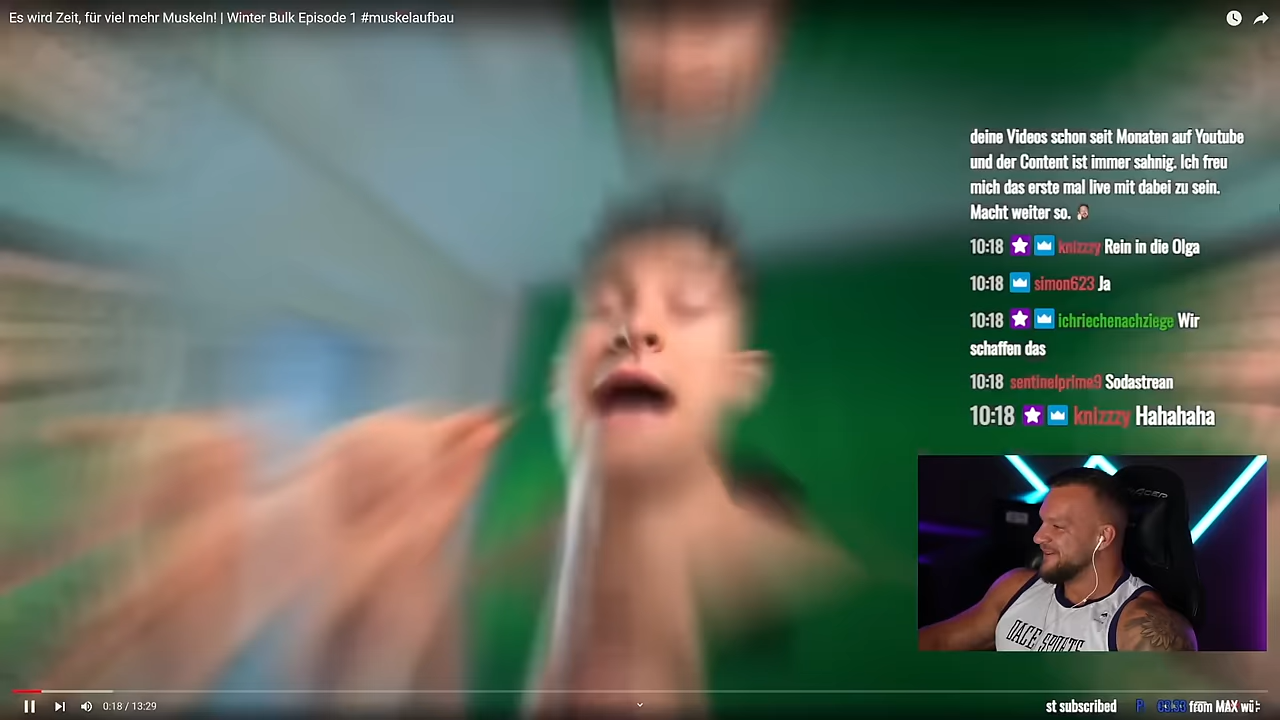 Es wird Zeit, für viel mehr Muskeln! | Winter Bulk Episode 1 #muskelaufbau
deine Videos schon seit Monaten auf Youtube
und der Content ist immer sahnig. Ich freu
mich das erste mal live mit dabei zu sein.
Macht weiter so.
10:18 knizzzy Rein in die Olga
10:18 simon623 Ja
10:18 ichriechenachziege Wir
schaffen das
10:18 sentinelprime9 Sodastrean
10:18 knizzzy Hahahaha
0:18 / 13:29
st subscribed
from MAX